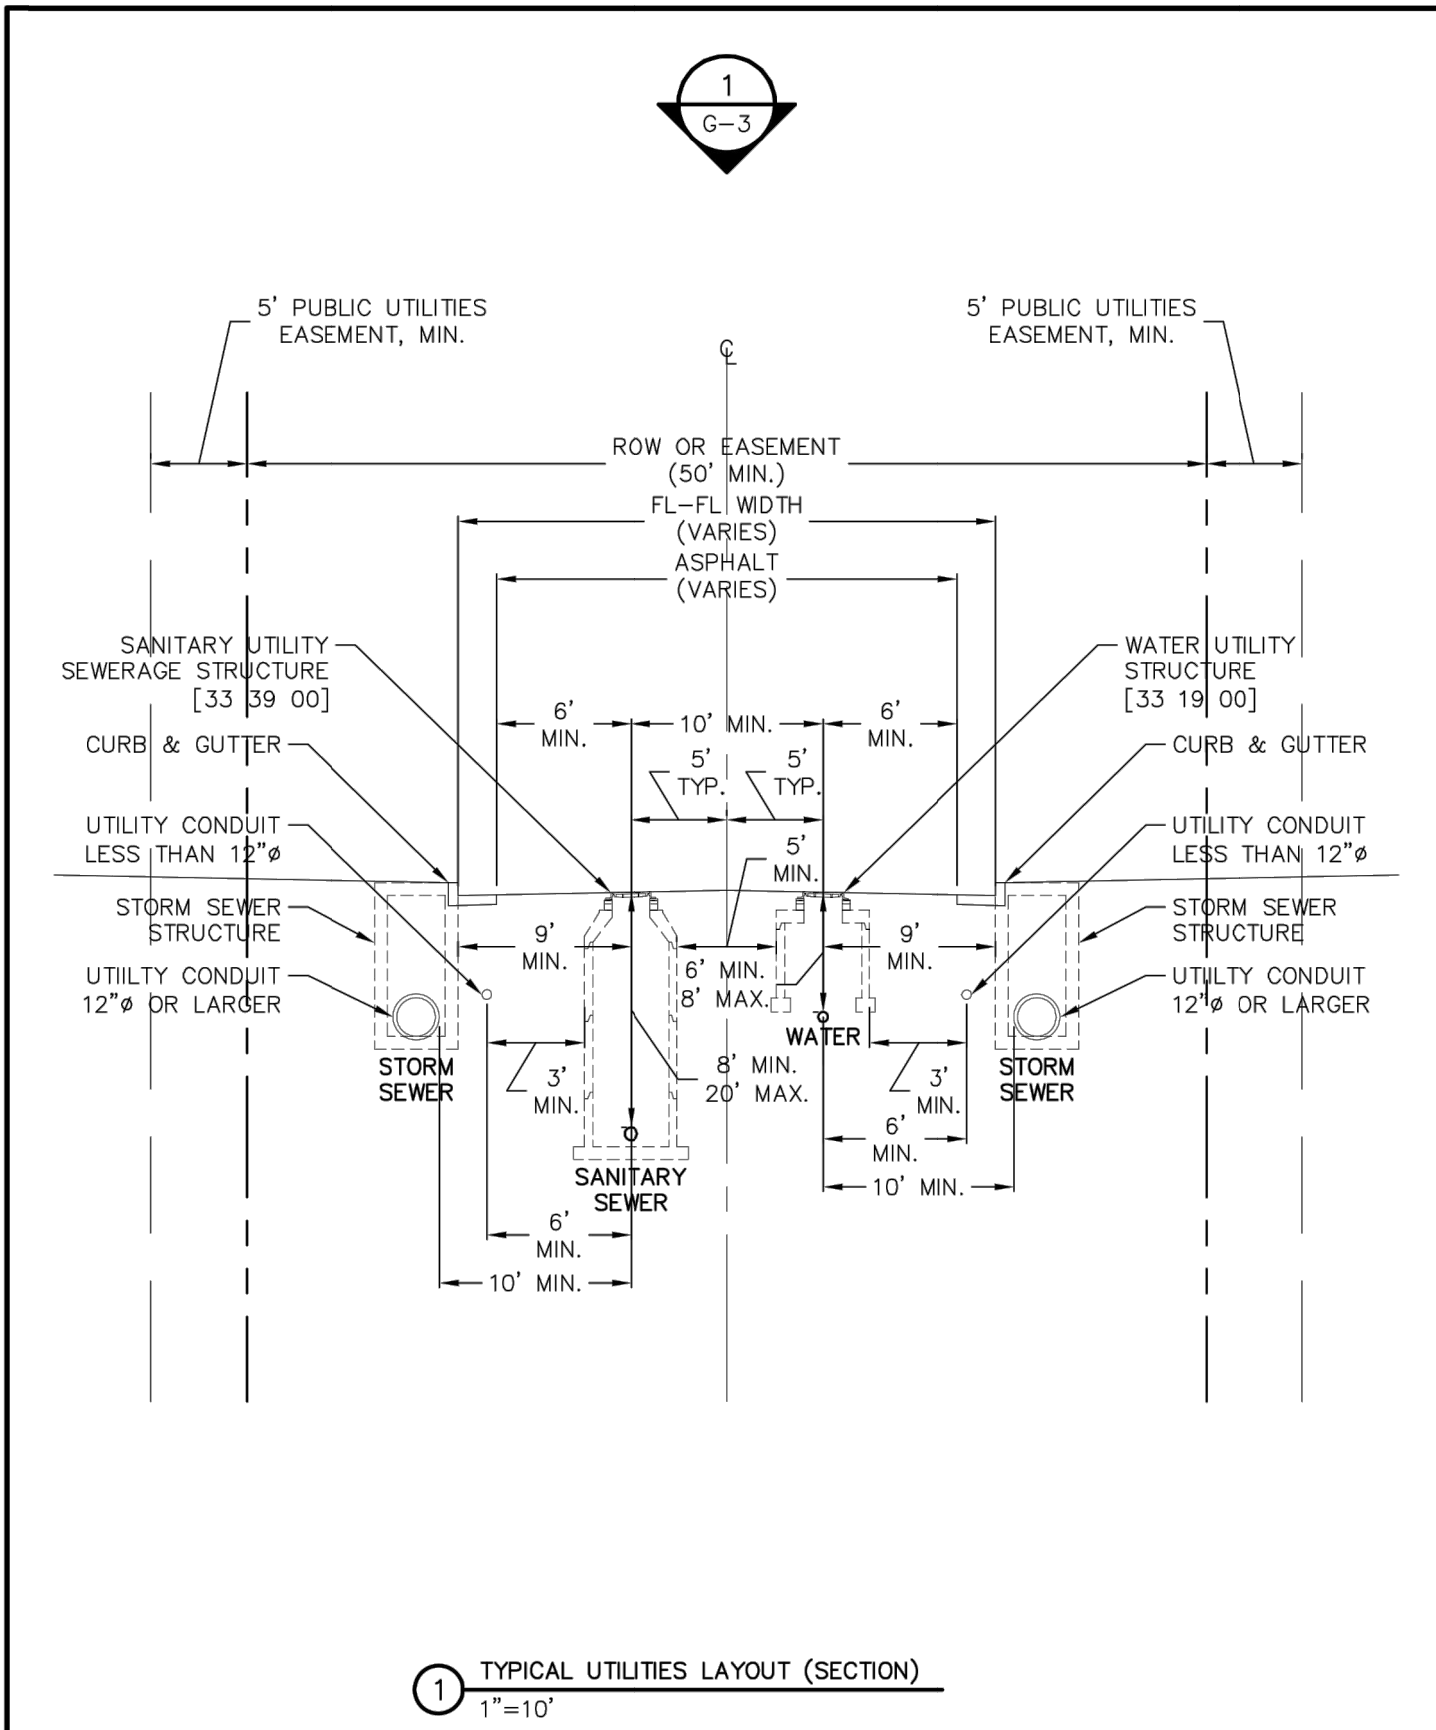 1
G-3
5' PUBLIC UTILITIES
EASEMENT, MIN.
5' PUBLIC UTILITIES
EASEMENT, MIN.
℄
ROW OR EASEMENT
(50' MIN.)
FL-FL WIDTH
(VARIES)
ASPHALT
(VARIES)
SANITARY UTILITY
SEWERAGE STRUCTURE
[33 39 00]
WATER UTILITY
STRUCTURE
[33 19 00]
6'
MIN.
10' MIN.
6'
MIN.
CURB & GUTTER
CURB & GUTTER
5'
TYP.
5'
TYP.
UTILITY CONDUIT
LESS THAN 12"ø
5'
MIN.
UTILITY CONDUIT
LESS THAN 12"ø
STORM SEWER
STRUCTURE
STORM SEWER
STRUCTURE
9'
MIN.
9'
MIN.
UTIILTY CONDUIT
12"ø OR LARGER
6' MIN.
8' MAX.
UTIILTY CONDUIT
12"ø OR LARGER
WATER
STORM
SEWER
3'
MIN.
8' MIN.
20' MAX.
3'
MIN.
STORM
SEWER
6'
MIN.
SANITARY
SEWER
10' MIN.
6'
MIN.
10' MIN.
1
TYPICAL UTILITIES LAYOUT (SECTION)
1"=10'